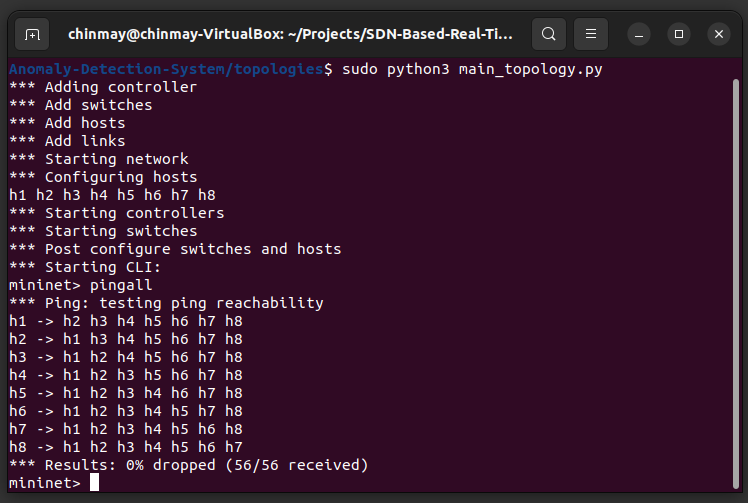 chinmay@chinmay-VirtualBox: ~/Projects/SDN-Based-Real-Ti...
Anomaly-Detection-System/topologies$ sudo python3 main_topology.py
*** Adding controller
*** Add switches
*** Add hosts
*** Add links
*** Starting network
*** Configuring hosts
h1 h2 h3 h4 h5 h6 h7 h8
*** Starting controllers
*** Starting switches
*** Post configure switches and hosts
*** Starting CLI:
mininet> pingall
*** Ping: testing ping reachability
h1 -> h2 h3 h4 h5 h6 h7 h8
h2 -> h1 h3 h4 h5 h6 h7 h8
h3 -> h1 h2 h4 h5 h6 h7 h8
h4 -> h1 h2 h3 h5 h6 h7 h8
h5 -> h1 h2 h3 h4 h6 h7 h8
h6 -> h1 h2 h3 h4 h5 h7 h8
h7 -> h1 h2 h3 h4 h5 h6 h8
h8 -> h1 h2 h3 h4 h5 h6 h7
*** Results: 0% dropped (56/56 received)
mininet>